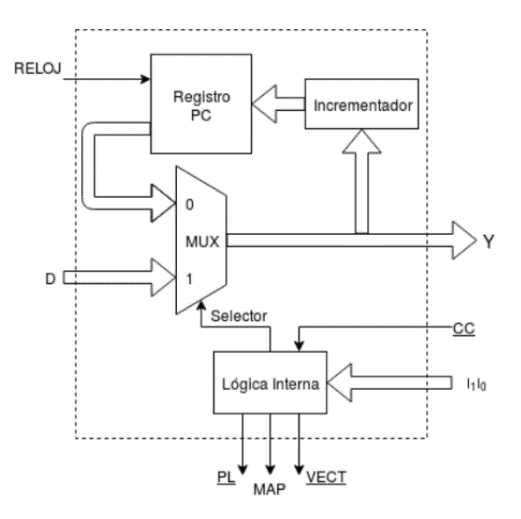 RELOJ
Registro
PC
Incrementador
0
MUX
1
D
Y
Selector
CC
Lógica Interna
I₁I₀
PL
MAP
VECT